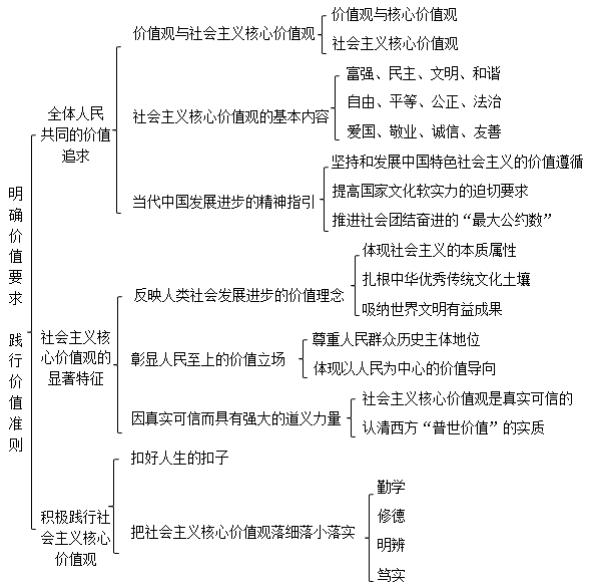 明确价值要求 践行价值准则
全体人民
共同的价值
追求
价值观与社会主义核心价值观
价值观与核心价值观
社会主义核心价值观
社会主义核心价值观的基本内容
富强、民主、文明、和谐
自由、平等、公正、法治
爱国、敬业、诚信、友善
当代中国发展进步的精神指引
坚持和发展中国特色社会主义的价值遵循
提高国家文化软实力的迫切要求
推进社会团结奋进的“最大公约数”
社会主义核
心价值观的
显著特征
反映人类社会发展进步的价值理念
体现社会主义的本质属性
扎根中华优秀传统文化土壤
吸纳世界文明有益成果
彰显人民至上的价值立场
尊重人民群众历史主体地位
体现以人民为中心的价值导向
因真实可信而具有强大的道义力量
社会主义核心价值观是真实可信的
认清西方“普世价值”的实质
积极践行社
会主义核心
价值观
扣好人生的扣子
把社会主义核心价值观落细落小落实
勤学
修德
明辨
笃实